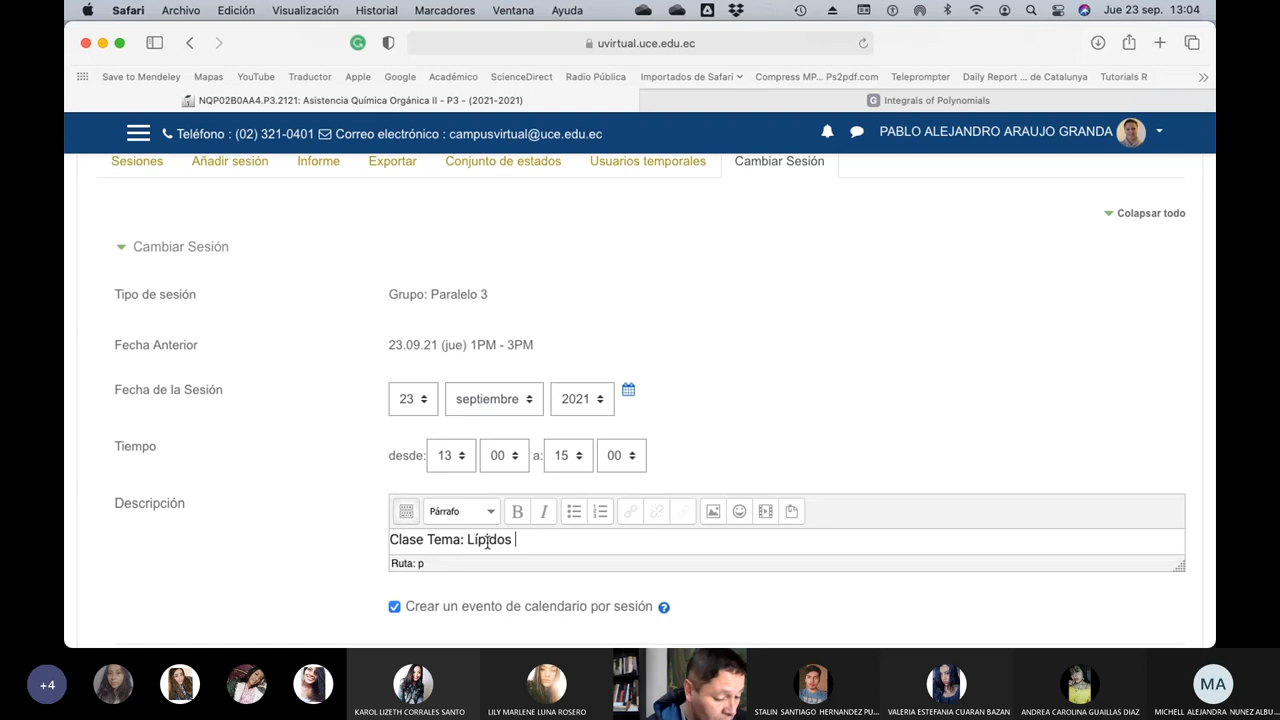 Safari Archivo Edición Visualización Historial Marcadores Ventana Ayuda Jue 23 sep. 13:04
uvirtual.uce.edu.ec
Save to Mendeley Mapas YouTube Traductor Apple Google Académico ScienceDirect Radio Pública Importados de Safari Compress MP... Ps2pdf.com Teleprompter Daily Report ... de Catalunya Tutorials R
NQP02B0AA4.P3.2121: Asistencia Química Orgánica II - P3 - (2021-2021) G Integrals of Polynomials
Teléfono : (02) 321-0401 Correo electrónico : campusvirtual@uce.edu.ec PABLO ALEJANDRO ARAUJO GRANDA
Sesiones Añadir sesión Informe Exportar Conjunto de estados Usuarios temporales Cambiar Sesión
Colapsar todo
Cambiar Sesión
Tipo de sesión Grupo: Paralelo 3
Fecha Anterior 23.09.21 (jue) 1PM - 3PM
Fecha de la Sesión 23 septiembre 2021
Tiempo desde: 13 00 a: 15 00
Descripción Párrafo B I
Clase Tema: Lípidos
Ruta: p
Crear un evento de calendario por sesión ?
+4 MA
KAROL LIZETH CORRALES SANTO LILY MARLENE LUNA ROSERO STALIN SANTIAGO HERNANDEZ PU... VALERIA ESTEFANIA CUARAN BAZAN ANDREA CAROLINA GUAILLAS DIAZ MICHELL ALEJANDRA NUNEZ ALBU...